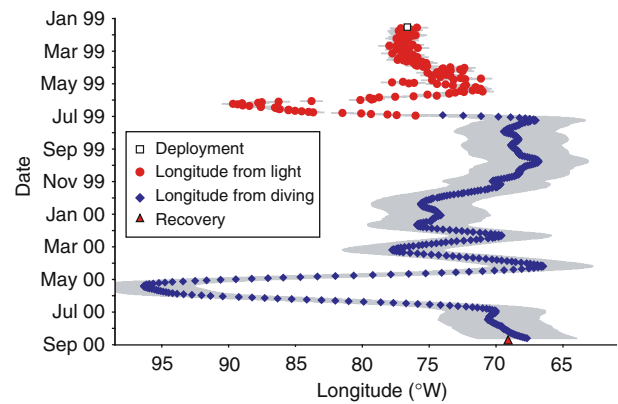 Jan 99
Mar 99
May 99
Jul 99
Sep 99
Nov 99
Jan 00
Mar 00
May 00
Jul 00
Sep 00
Date
Deployment
Longitude from light
Longitude from diving
Recovery
95 90 85 80 75 70 65
Longitude (°W)